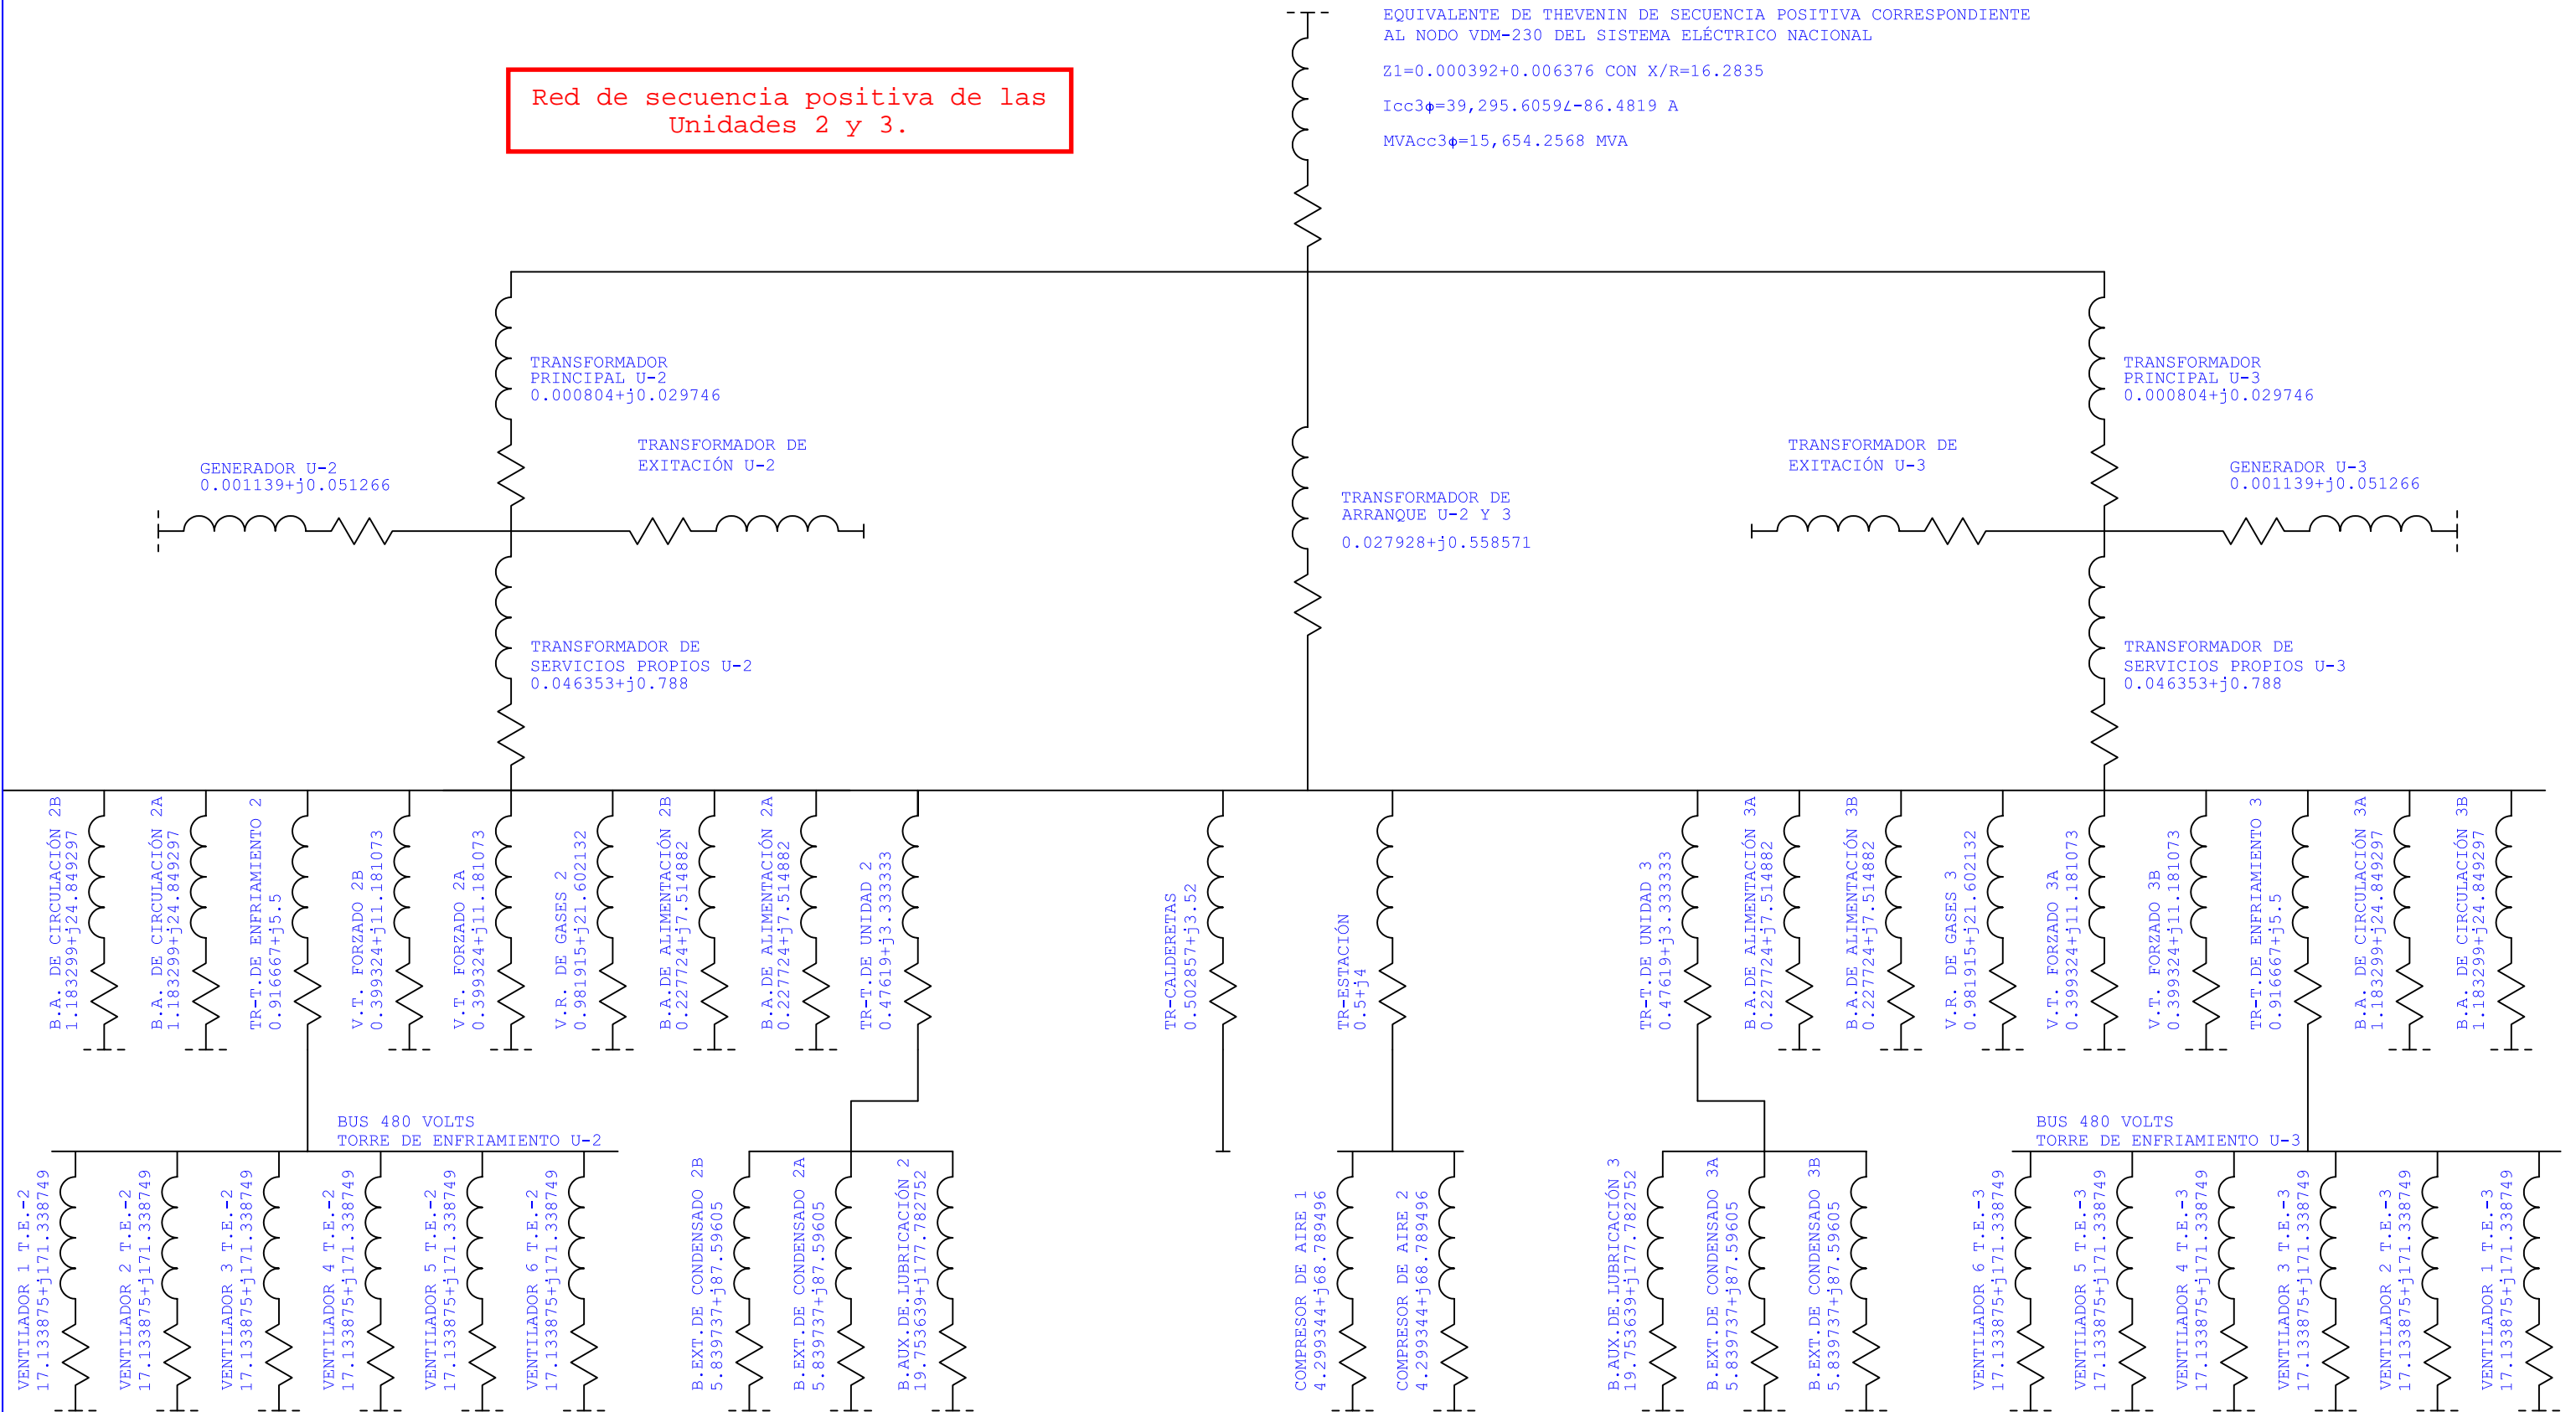 EQUIVALENTE DE THEVENIN DE SECUENCIA POSITIVA CORRESPONDIENTE
AL NODO VDM-230 DEL SISTEMA ELÉCTRICO NACIONAL
Z1=0.000392+0.006376 CON X/R=16.2835
Icc3ϕ=39,295.6059∠-86.4819 A
MVAcc3ϕ=15,654.2568 MVA
Red de secuencia positiva de las
Unidades 2 y 3.
TRANSFORMADOR
PRINCIPAL U-2
0.000804+j0.029746
TRANSFORMADOR
PRINCIPAL U-3
0.000804+j0.029746
GENERADOR U-2
0.001139+j0.051266
TRANSFORMADOR DE
EXITACIÓN U-2
TRANSFORMADOR DE
ARRANQUE U-2 Y 3
0.027928+j0.558571
TRANSFORMADOR DE
EXITACIÓN U-3
GENERADOR U-3
0.001139+j0.051266
TRANSFORMADOR DE
SERVICIOS PROPIOS U-2
0.046353+j0.788
TRANSFORMADOR DE
SERVICIOS PROPIOS U-3
0.046353+j0.788
B.A. DE CIRCULACIÓN 2B
1.183299+j24.849297
B.A. DE CIRCULACIÓN 2A
1.183299+j24.849297
TR-T.DE ENFRIAMIENTO 2
0.916667+j5.5
V.T. FORZADO 2B
0.399324+j11.181073
V.T. FORZADO 2A
0.399324+j11.181073
V.R. DE GASES 2
0.981915+j21.602132
B.A.DE ALIMENTACIÓN 2B
0.227724+j7.514882
B.A.DE ALIMENTACIÓN 2A
0.227724+j7.514882
TR-T.DE UNIDAD 2
0.47619+j3.333333
TR-CALDERETAS
0.502857+j3.52
TR-ESTACIÓN
0.5+j4
TR-T.DE UNIDAD 3
0.47619+j3.333333
B.A.DE ALIMENTACIÓN 3A
0.227724+j7.514882
B.A.DE ALIMENTACIÓN 3B
0.227724+j7.514882
V.R. DE GASES 3
0.981915+j21.602132
V.T. FORZADO 3A
0.399324+j11.181073
V.T. FORZADO 3B
0.399324+j11.181073
TR-T.DE ENFRIAMIENTO 3
0.916667+j5.5
B.A. DE CIRCULACIÓN 3A
1.183299+j24.849297
B.A. DE CIRCULACIÓN 3B
1.183299+j24.849297
BUS 480 VOLTS
TORRE DE ENFRIAMIENTO U-2
BUS 480 VOLTS
TORRE DE ENFRIAMIENTO U-3
VENTILADOR 1 T.E.-2
17.133875+j171.338749
VENTILADOR 2 T.E.-2
17.133875+j171.338749
VENTILADOR 3 T.E.-2
17.133875+j171.338749
VENTILADOR 4 T.E.-2
17.133875+j171.338749
VENTILADOR 5 T.E.-2
17.133875+j171.338749
VENTILADOR 6 T.E.-2
17.133875+j171.338749
B.EXT.DE CONDENSADO 2B
5.839737+j87.59605
B.EXT.DE CONDENSADO 2A
5.839737+j87.59605
B.AUX.DE.LUBRICACIÓN 2
19.753639+j177.782752
COMPRESOR DE AIRE 1
4.299344+j68.789496
COMPRESOR DE AIRE 2
4.299344+j68.789496
B.AUX.DE.LUBRICACIÓN 3
19.753639+j177.782752
B.EXT.DE CONDENSADO 3A
5.839737+j87.59605
B.EXT.DE CONDENSADO 3B
5.839737+j87.59605
VENTILADOR 6 T.E.-3
17.133875+j171.338749
VENTILADOR 5 T.E.-3
17.133875+j171.338749
VENTILADOR 4 T.E.-3
17.133875+j171.338749
VENTILADOR 3 T.E.-3
17.133875+j171.338749
VENTILADOR 2 T.E.-3
17.133875+j171.338749
VENTILADOR 1 T.E.-3
17.133875+j171.338749